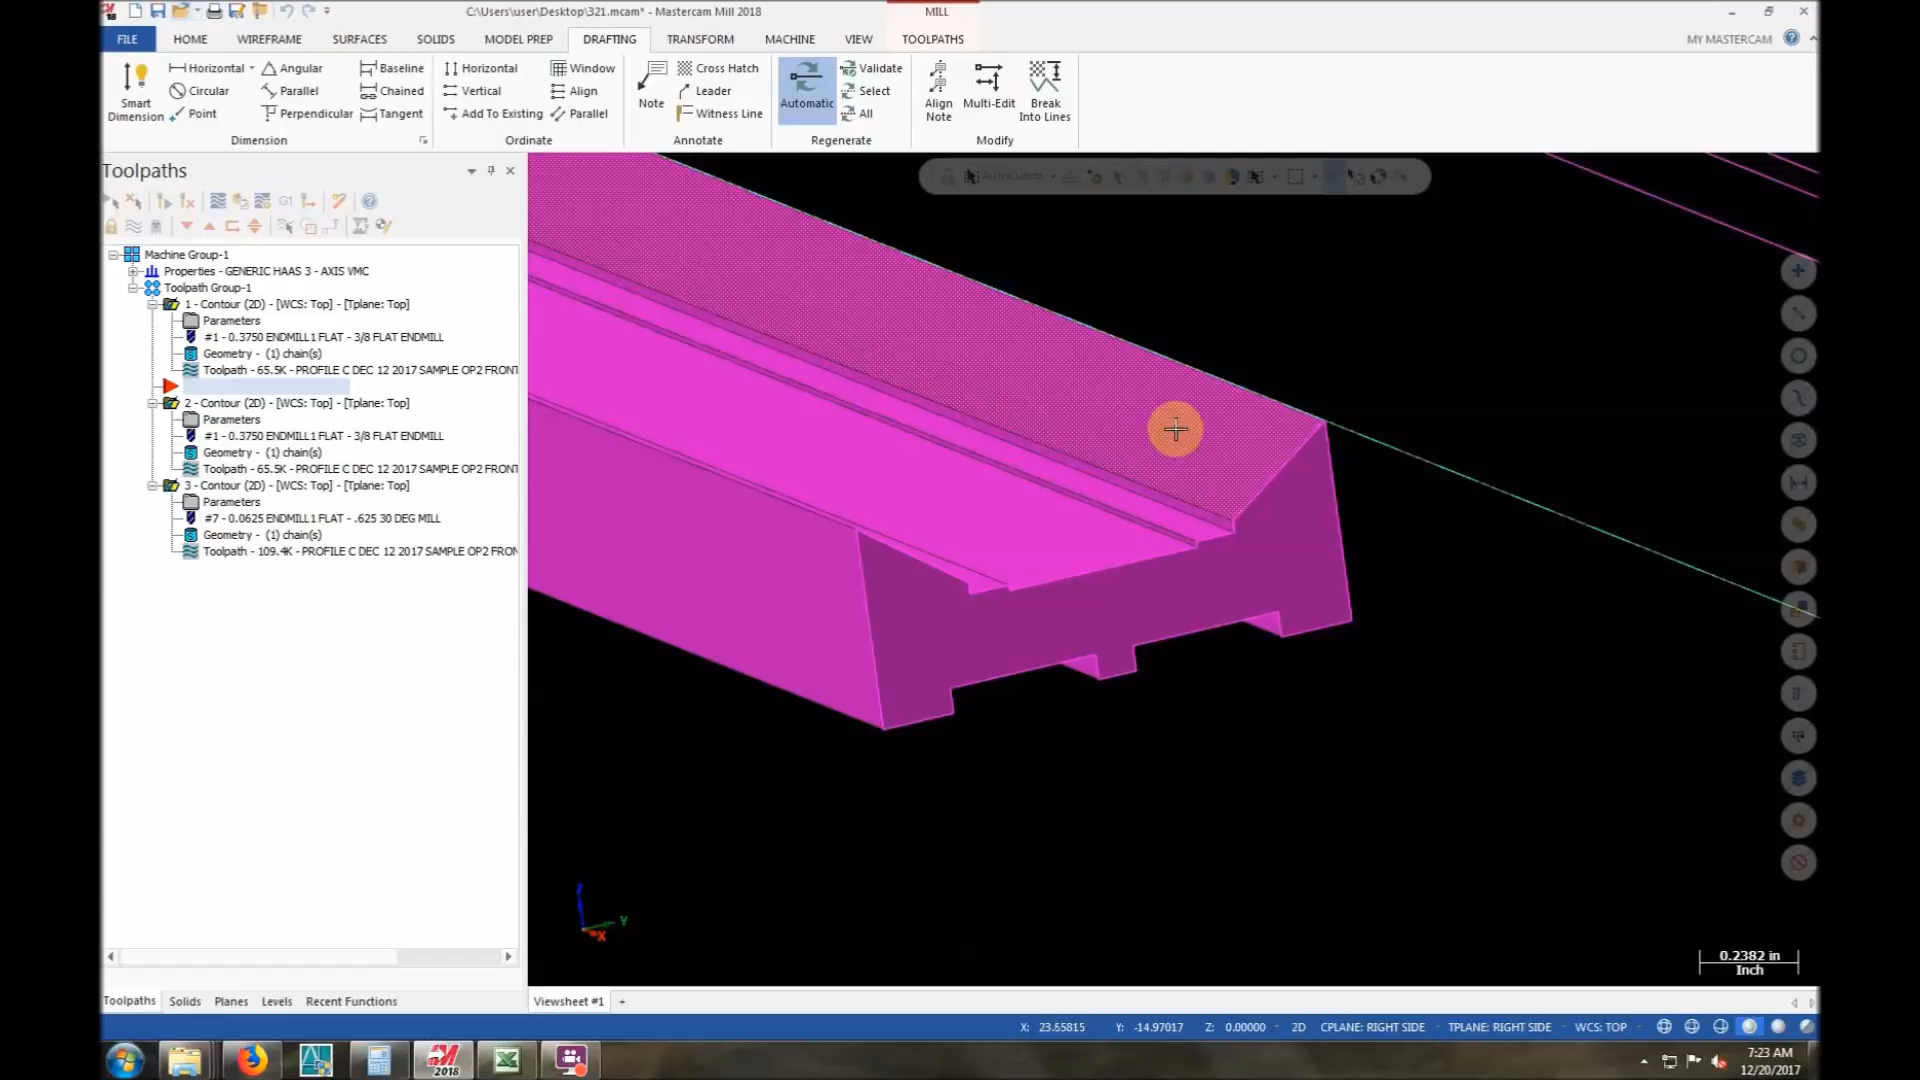 C:\Users\user\Desktop\321.mcam* - Mastercam Mill 2018
MILL
FILE HOME WIREFRAME SURFACES SOLIDS MODEL PREP DRAFTING TRANSFORM MACHINE VIEW TOOLPATHS
MY MASTERCAM
Smart Dimension
Horizontal Angular Baseline
Circular Parallel Chained
Point Perpendicular Tangent
Dimension
Horizontal Window
Vertical Align
Add To Existing Parallel
Ordinate
Note
Cross Hatch
Leader
Witness Line
Annotate
Automatic
Validate
Select
All
Regenerate
Align Note
Multi-Edit
Break Into Lines
Modify
Toolpaths
AutoCursor
G1
Machine Group-1
Properties - GENERIC HAAS 3 - AXIS VMC
Toolpath Group-1
1 - Contour (2D) - [WCS: Top] - [Tplane: Top]
Parameters
#1 - 0.3750 ENDMILL1 FLAT - 3/8 FLAT ENDMILL
Geometry - (1) chain(s)
Toolpath - 65.5K - PROFILE C DEC 12 2017 SAMPLE OP2 FRONT
2 - Contour (2D) - [WCS: Top] - [Tplane: Top]
Parameters
#1 - 0.3750 ENDMILL1 FLAT - 3/8 FLAT ENDMILL
Geometry - (1) chain(s)
Toolpath - 65.5K - PROFILE C DEC 12 2017 SAMPLE OP2 FRONT
3 - Contour (2D) - [WCS: Top] - [Tplane: Top]
Parameters
#7 - 0.0625 ENDMILL1 FLAT - .625 30 DEG MILL
Geometry - (1) chain(s)
Toolpath - 109.4K - PROFILE C DEC 12 2017 SAMPLE OP2 FRON
Y
X
0.2382 in
Inch
Toolpaths Solids Planes Levels Recent Functions
Viewsheet #1 +
X: 23.65815 Y: -14.97017 Z: 0.00000 2D CPLANE: RIGHT SIDE TPLANE: RIGHT SIDE WCS: TOP
2018
7:23 AM
12/20/2017